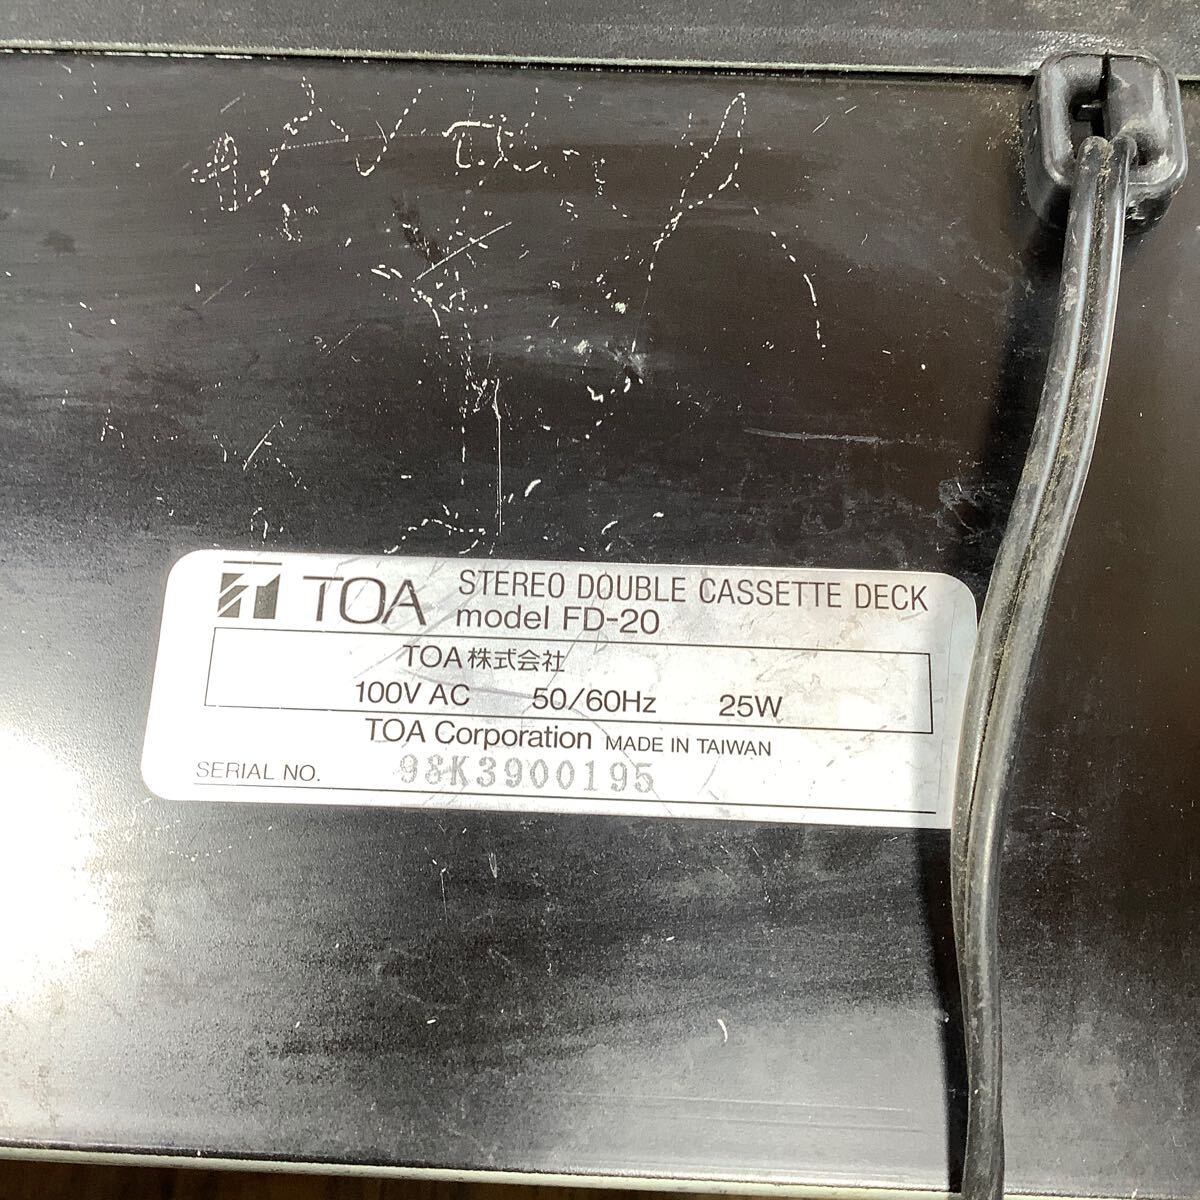 TOA STEREO DOUBLE CASSETTE DECK
model FD-20
TOA株式会社
100V AC 50/60Hz 25W
TOA Corporation MADE IN TAIWAN
SERIAL NO. 98K3900195